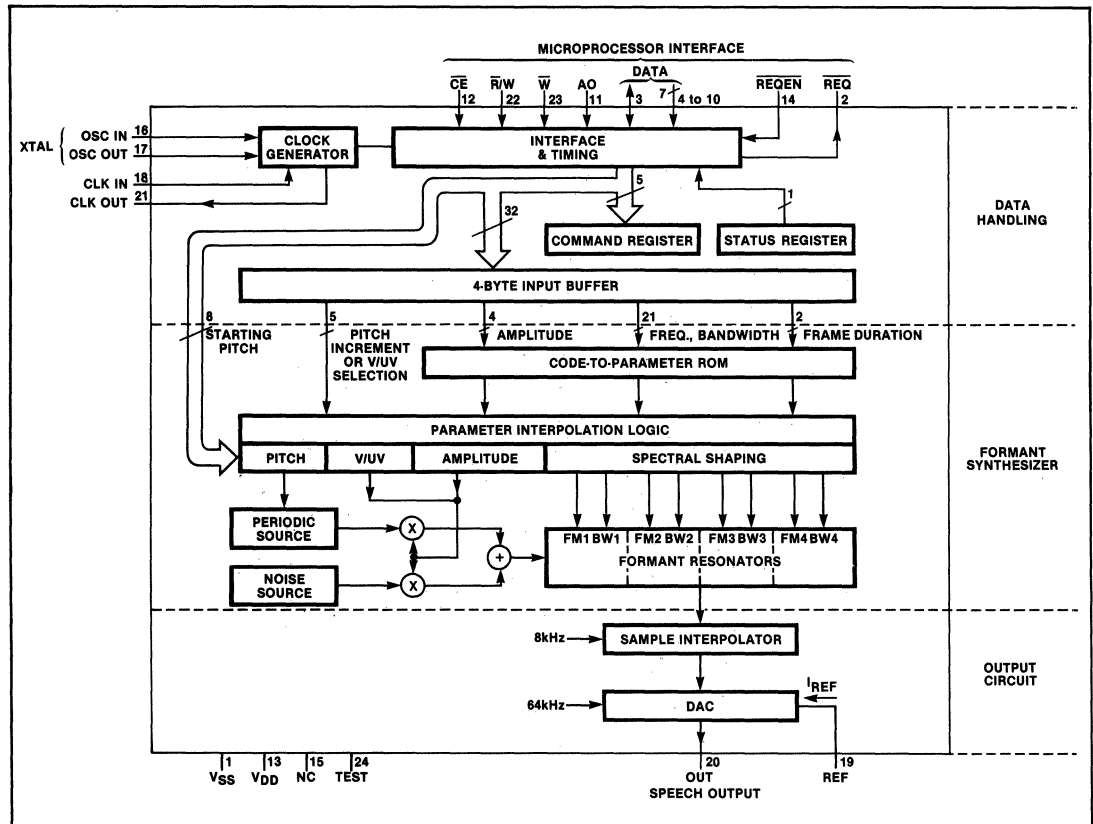 MICROPROCESSOR INTERFACE
DATA
CE R/W W AO REQEN REQ
12 22 23 11 3 7 4 to 10 14 2
XTAL
OSC IN 16
OSC OUT 17
CLK IN 18
CLK OUT 21
CLOCK
GENERATOR
INTERFACE
& TIMING
DATA
HANDLING
32
5
1
COMMAND REGISTER
STATUS REGISTER
4-BYTE INPUT BUFFER
8
STARTING
PITCH
5
PITCH
INCREMENT
OR V/UV
SELECTION
4
AMPLITUDE
21
FREQ., BANDWIDTH
2
FRAME DURATION
CODE-TO-PARAMETER ROM
PARAMETER INTERPOLATION LOGIC
PITCH V/UV AMPLITUDE SPECTRAL SHAPING
FORMANT
SYNTHESIZER
PERIODIC
SOURCE
X
+
NOISE
SOURCE
X
FM1 BW1 FM2 BW2 FM3 BW3 FM4 BW4
FORMANT RESONATORS
8kHz
SAMPLE INTERPOLATOR
64kHz
DAC
IREF
OUTPUT
CIRCUIT
1 13 15 24 20 19
VSS VDD NC TEST OUT REF
SPEECH OUTPUT